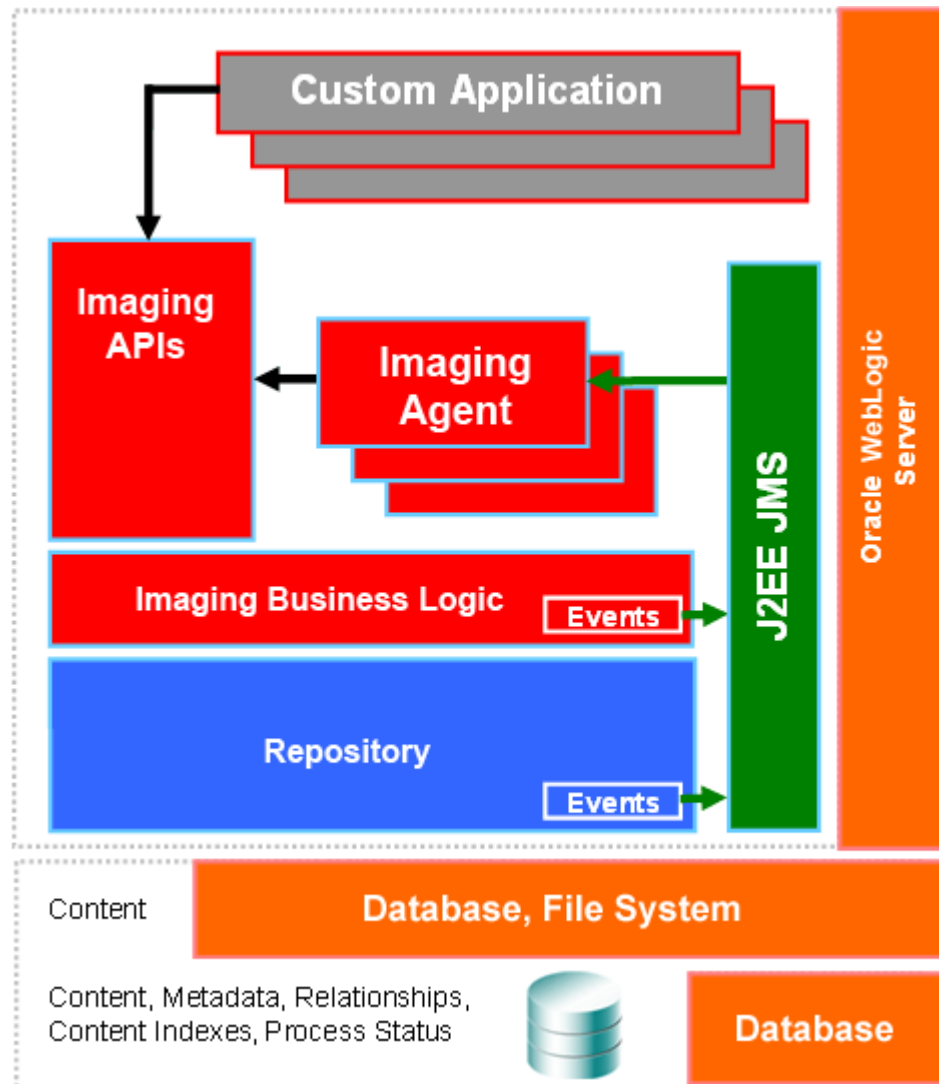 Custom Application
Imaging
APIs
Imaging
Agent
J2EE JMS
Oracle WebLogic
Server
Imaging Business Logic
Events
Repository
Events
Content
Database, File System
Content, Metadata, Relationships,
Content Indexes, Process Status
Database